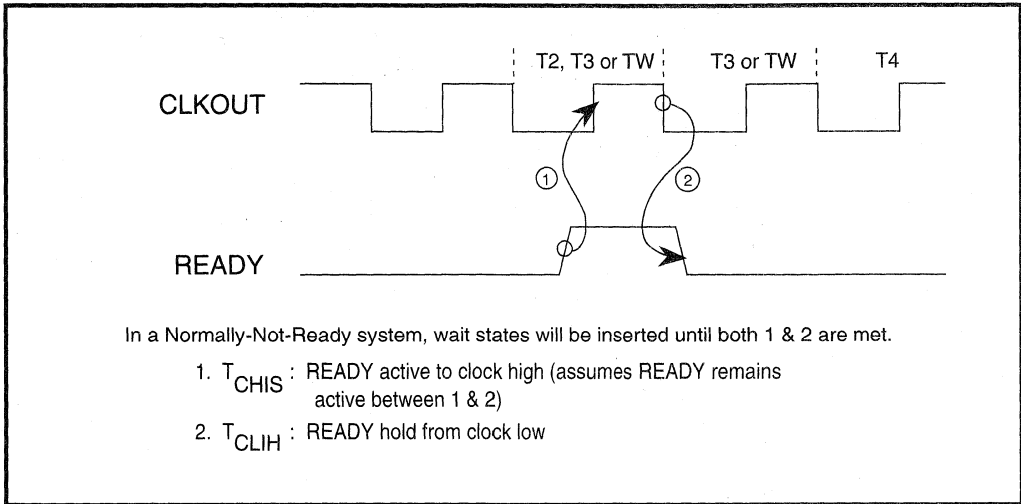 T2, T3 or TW T3 or TW T4
CLKOUT
1 2
READY
In a Normally-Not-Ready system, wait states will be inserted until both 1 & 2 are met.
1. TCHIS : READY active to clock high (assumes READY remains
active between 1 & 2)
2. TCLIH : READY hold from clock low